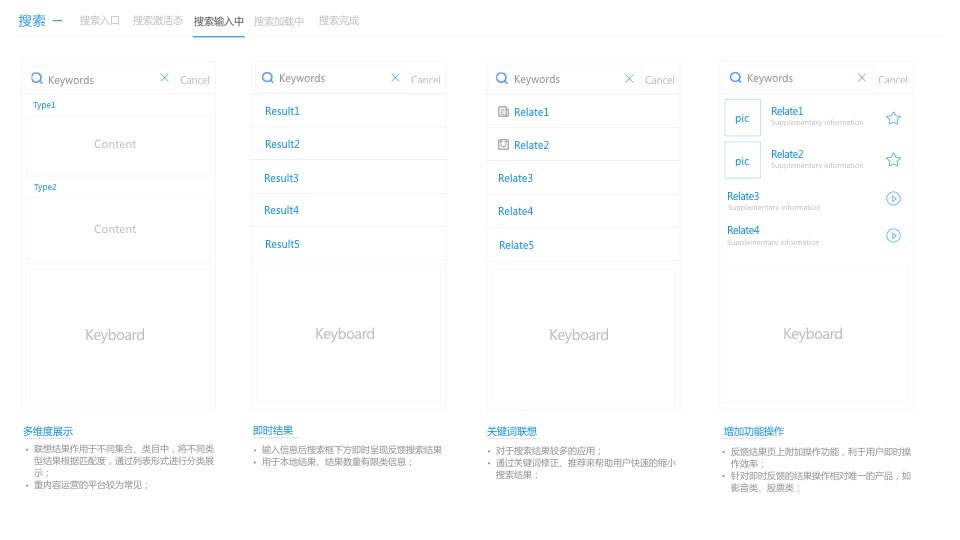 搜索 一 搜索入口 搜索激活态 搜索输入中 搜索加载中 搜索完成
Keywords Cancel
Type1
Content
Type2
Content
Keyboard
多维度展示
• 联想结果作用于不同集合、类目中，将不同类
型结果根据匹配度，通过列表形式进行分类展
示；
• 重内容运营的平台较为常见；
Keywords Cancel
Result1
Result2
Result3
Result4
Result5
Keyboard
即时结果
• 输入信息后搜索框下方即时呈现反馈搜索结果
• 用于本地结果、结果数量有限类信息；
Keywords Cancel
Relate1
Relate2
Relate3
Relate4
Relate5
Keyboard
关键词联想
• 对于搜索结果较多的应用；
• 通过关键词修正、推荐来帮助用户快速的缩小
搜索结果；
Keywords Cancel
pic Relate1
Supplementary information
pic Relate2
Supplementary information
Relate3
Supplementary information
Relate4
Supplementary information
Keyboard
增加功能操作
• 反馈结果页上附加操作功能，利于用户即时操
作效率；
• 针对即时反馈的结果操作相对唯一的产品，如
影音类、股票类；